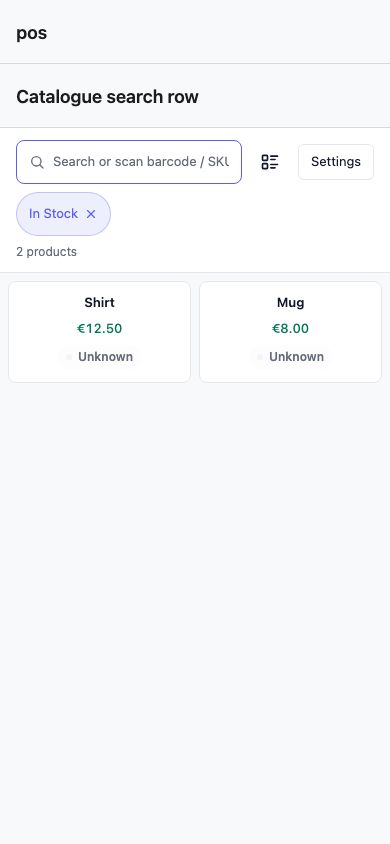 pos
Catalogue search row
Search or scan barcode / SKU
Settings
In Stock
2 products
Shirt
€12.50
Unknown
Mug
€8.00
Unknown